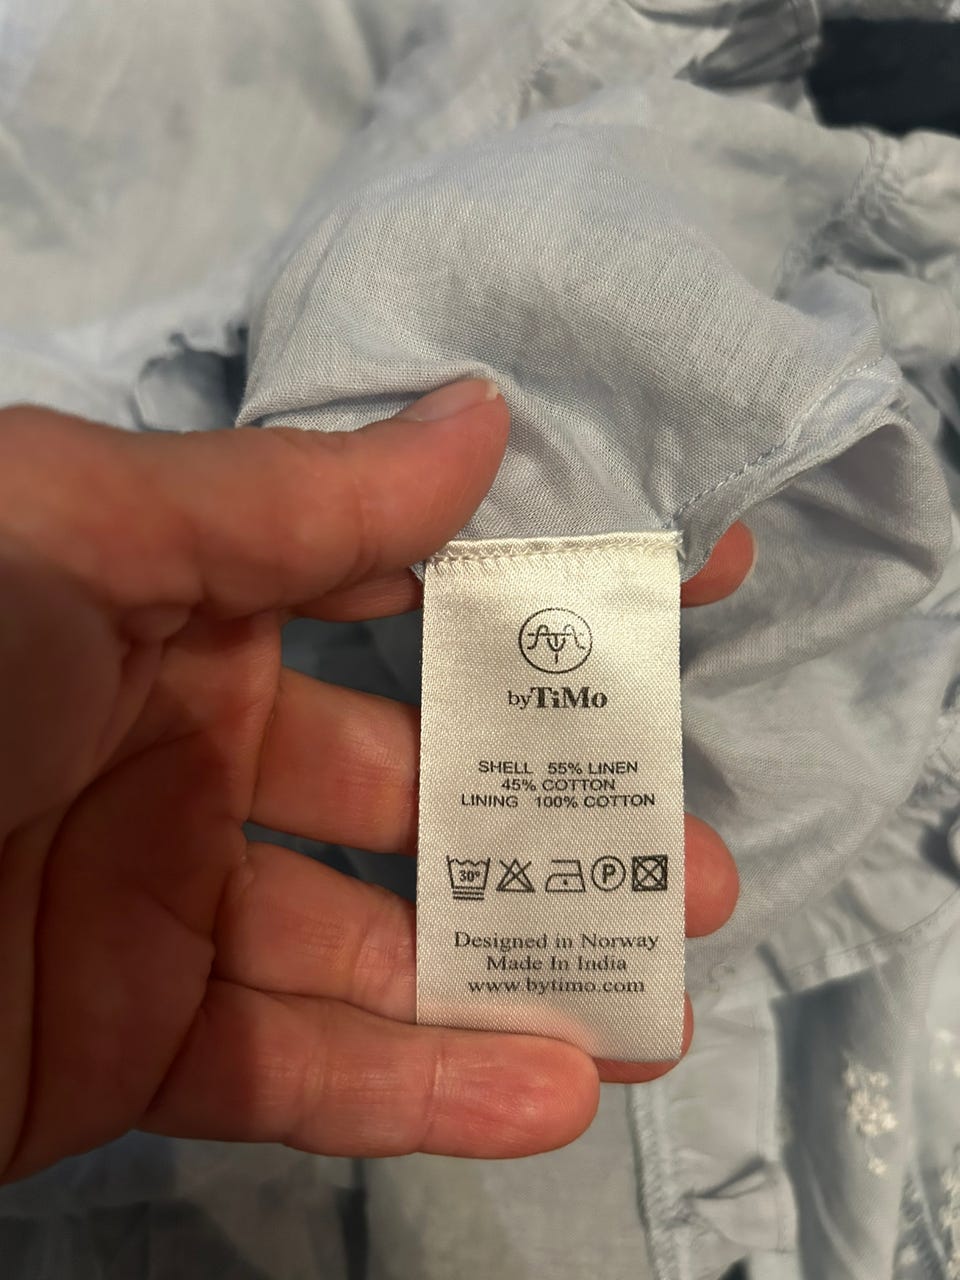 byTiMo
SHELL 55% LINEN
45% COTTON
LINING 100% COTTON
30° P
Designed in Norway
Made In India
www.bytimo.com